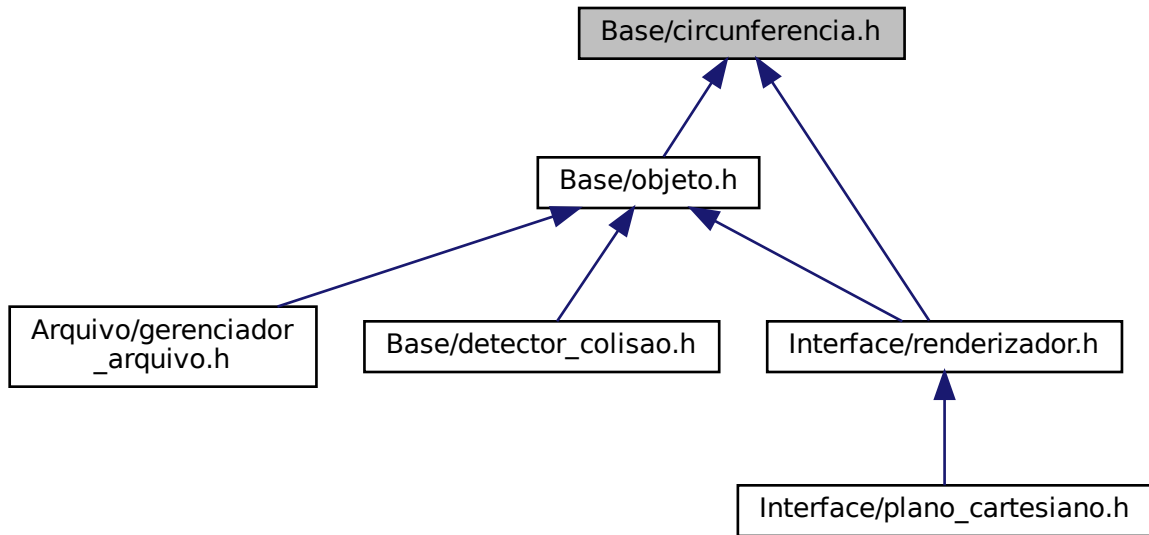 Base/circunferencia.h
Base/objeto.h
Arquivo/gerenciador
_arquivo.h
Base/detector_colisao.h
Interface/renderizador.h
Interface/plano_cartesiano.h